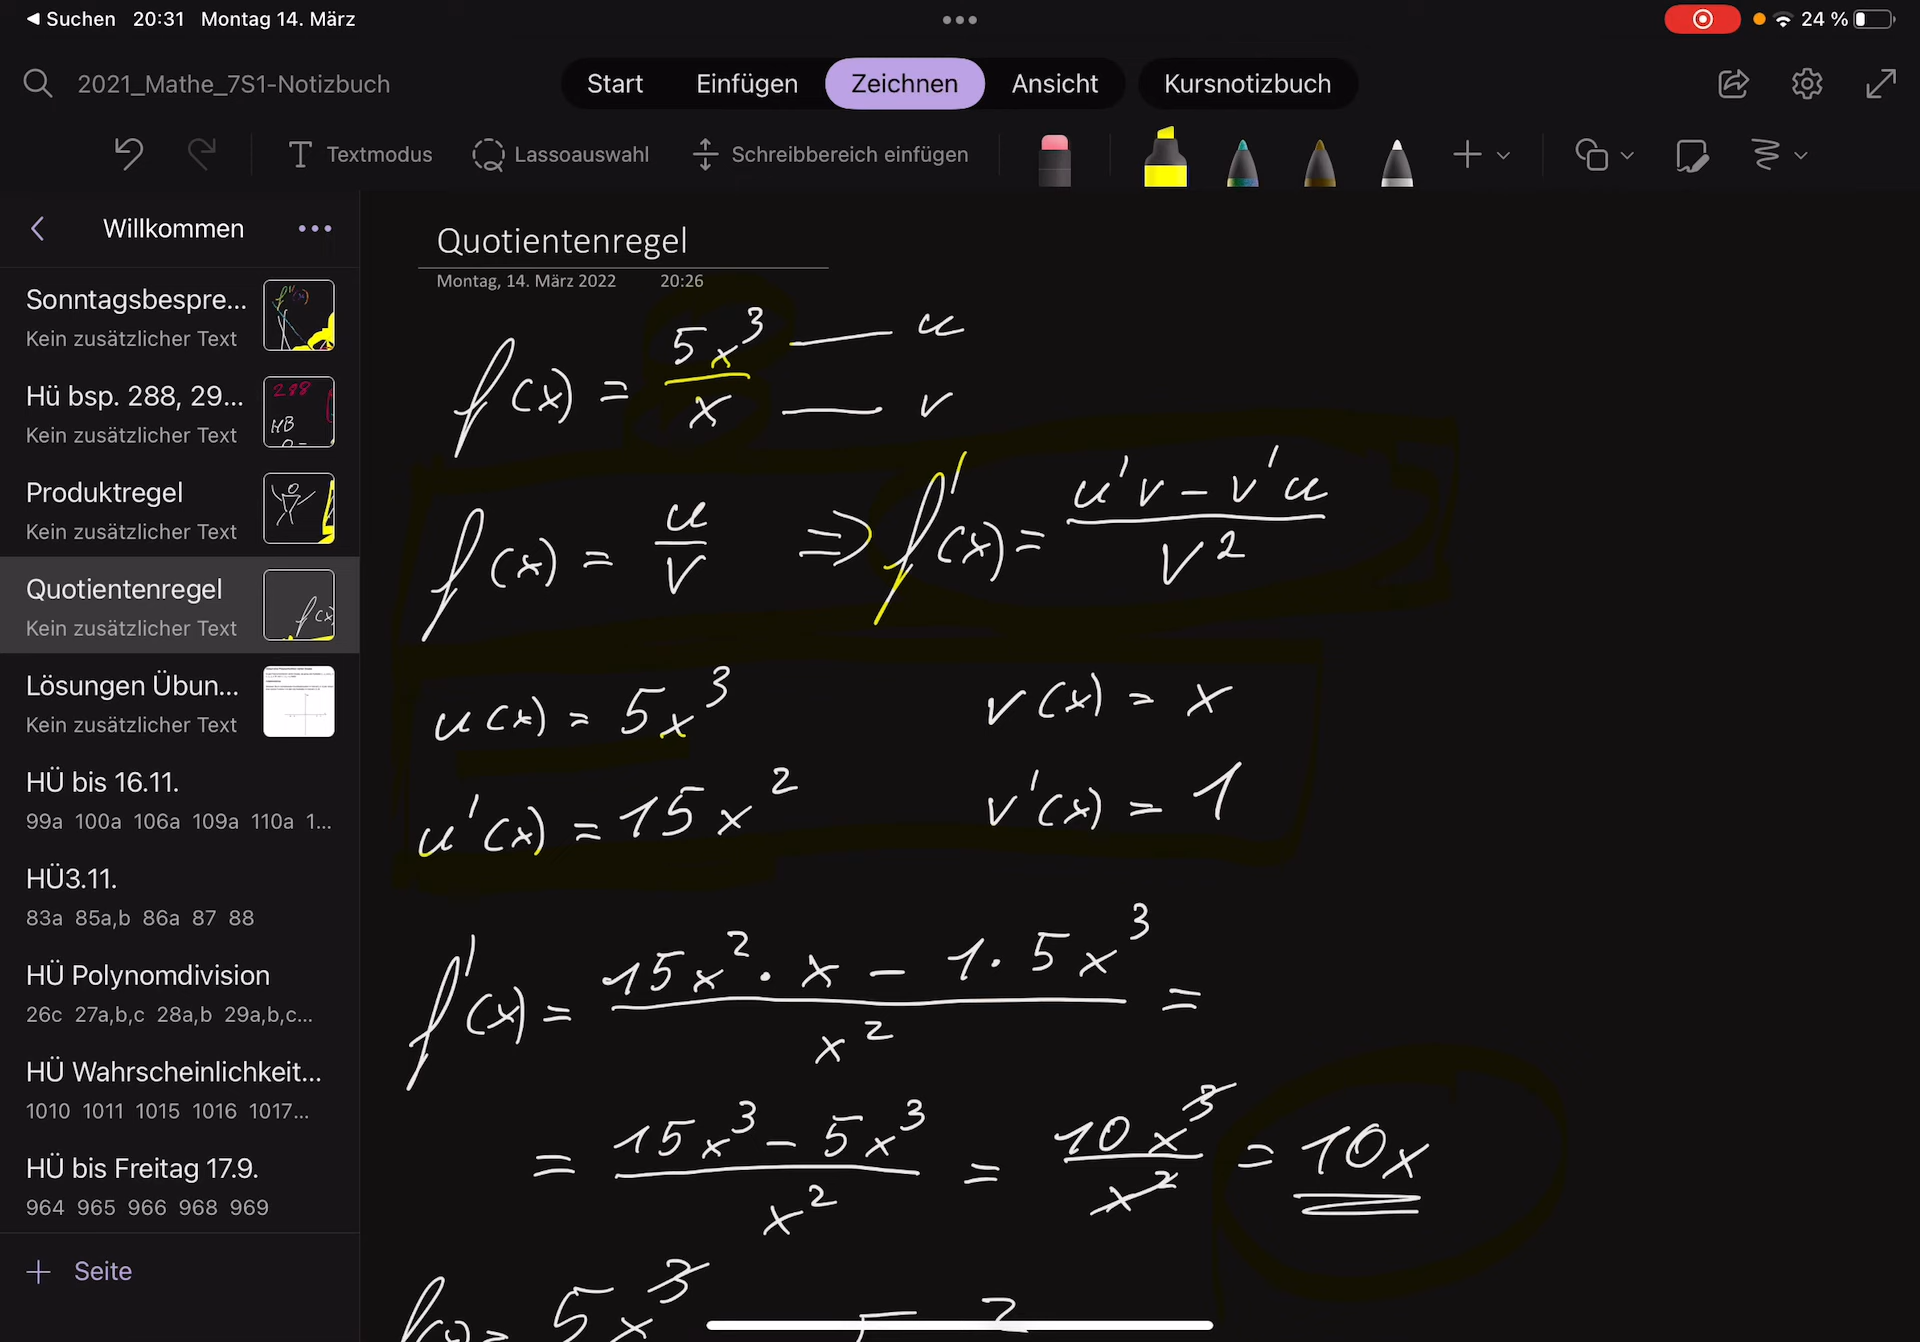 Suchen 20:31 Montag 14. März 24 %
2021_Mathe_7S1-Notizbuch Start Einfügen Zeichnen Ansicht Kursnotizbuch
Textmodus Lassoauswahl Schreibbereich einfügen
Willkommen
Sonntagsbespre...
Kein zusätzlicher Text
Hü bsp. 288, 29...
Kein zusätzlicher Text
288
HB
Produktregel
Kein zusätzlicher Text
Quotientenregel
Kein zusätzlicher Text
f(x)
Lösungen Übun...
Kein zusätzlicher Text
HÜ bis 16.11.
99a 100a 106a 109a 110a 1...
HÜ3.11.
83a 85a,b 86a 87 88
HÜ Polynomdivision
26c 27a,b,c 28a,b 29a,b,c...
HÜ Wahrscheinlichkeit...
1010 1011 1015 1016 1017...
HÜ bis Freitag 17.9.
964 965 966 968 969
+ Seite
Quotientenregel
Montag, 14. März 2022 20:26
f(x) = 5x³/x — u — v
f(x) = u/v ⇒ f'(x) = (u'v - v'u)/v²
u(x) = 5x³ v(x) = x
u'(x) = 15x² v'(x) = 1
f'(x) = (15x² · x - 1 · 5x³)/x² =
= (15x³ - 5x³)/x² = 10x³/x² = 10x
f(x) = 5x³